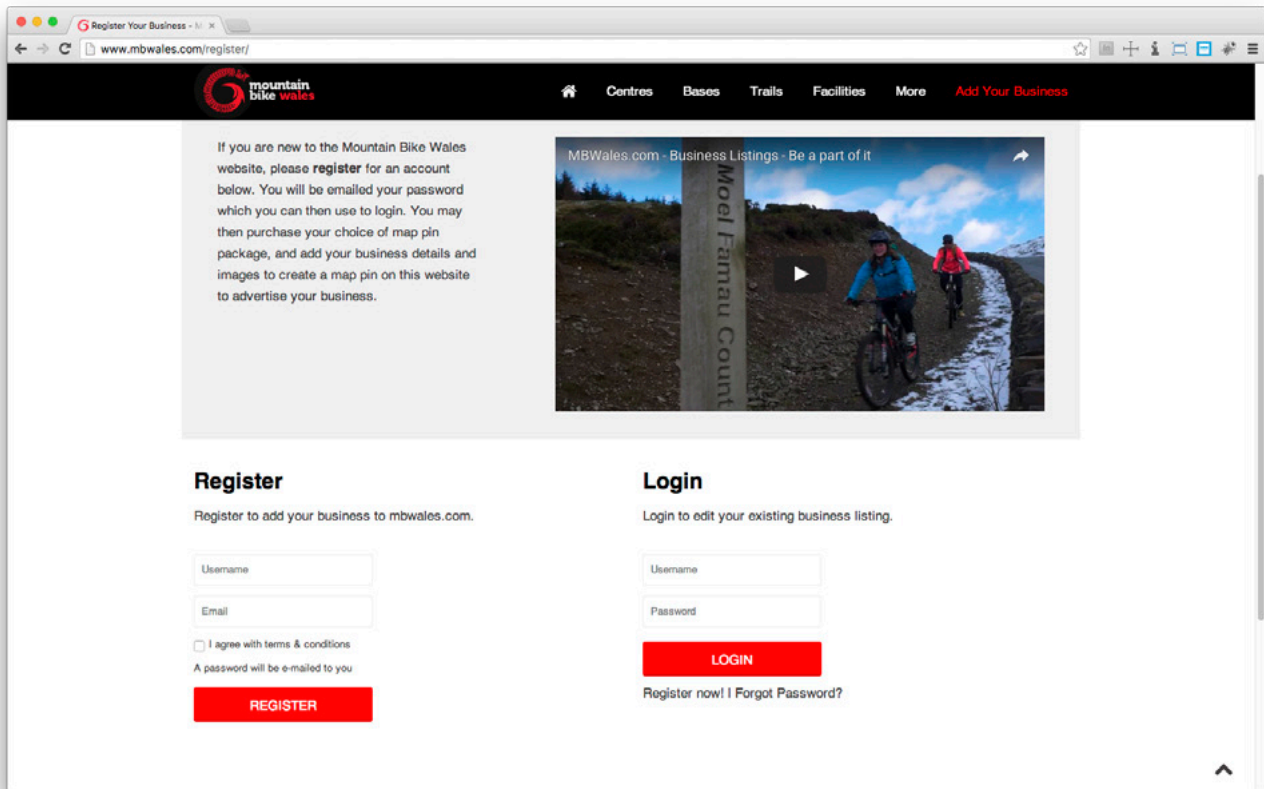 Register Your Business - M
www.mbwales.com/register/
mountain
bike wales
Centres Bases Trails Facilities More Add Your Business
If you are new to the Mountain Bike Wales
website, please register for an account
below. You will be emailed your password
which you can then use to login. You may
then purchase your choice of map pin
package, and add your business details and
images to create a map pin on this website
to advertise your business.
MBWales.com - Business Listings - Be a part of it
Moel Famau Count
Register
Register to add your business to mbwales.com.
Username
Email
I agree with terms & conditions
A password will be e-mailed to you
REGISTER
Login
Login to edit your existing business listing.
Username
Password
LOGIN
Register now! | Forgot Password?